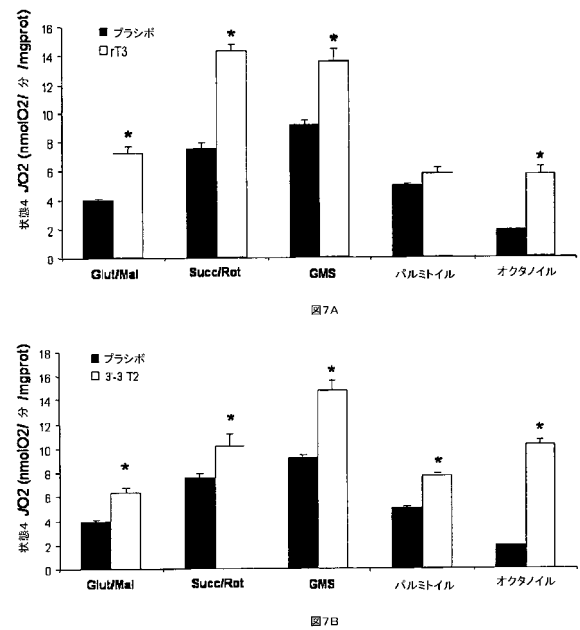 状態4 JO2 (nmolO2/ 分 /mgprot)
16
14
12
10
8
6
4
2
0
プラシボ
rT3
*
*
*
*
Glut/Mal
Succ/Rot
GMS
パルミトイル
オクタノイル
図7A
状態4 JO2 (nmolO2/ 分 /mgprot)
18
16
14
12
10
8
6
4
2
0
プラシボ
3'-3 T2
*
*
*
*
*
Glut/Mal
Succ/Rot
GMS
パルミトイル
オクタノイル
図7B